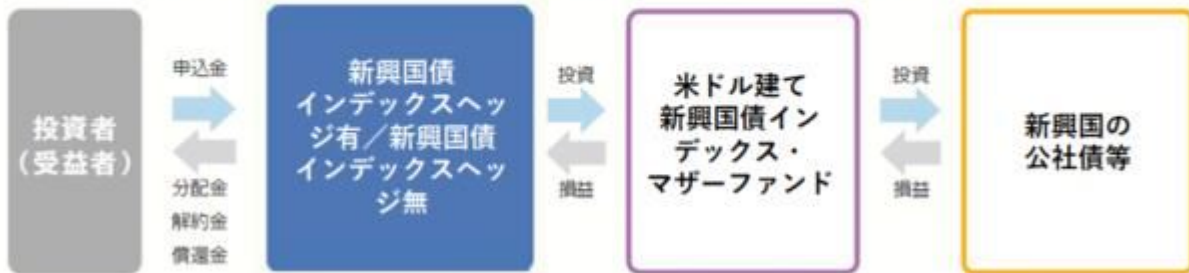 投資者
（受益者）
申込金
分配金
解約金
償還金
新興国債
インデックスヘッ
ジ有／新興国債
インデックスヘッ
ジ無
投資
損益
米ドル建て
新興国債イン
デックス・
マザーファンド
投資
損益
新興国の
公社債等